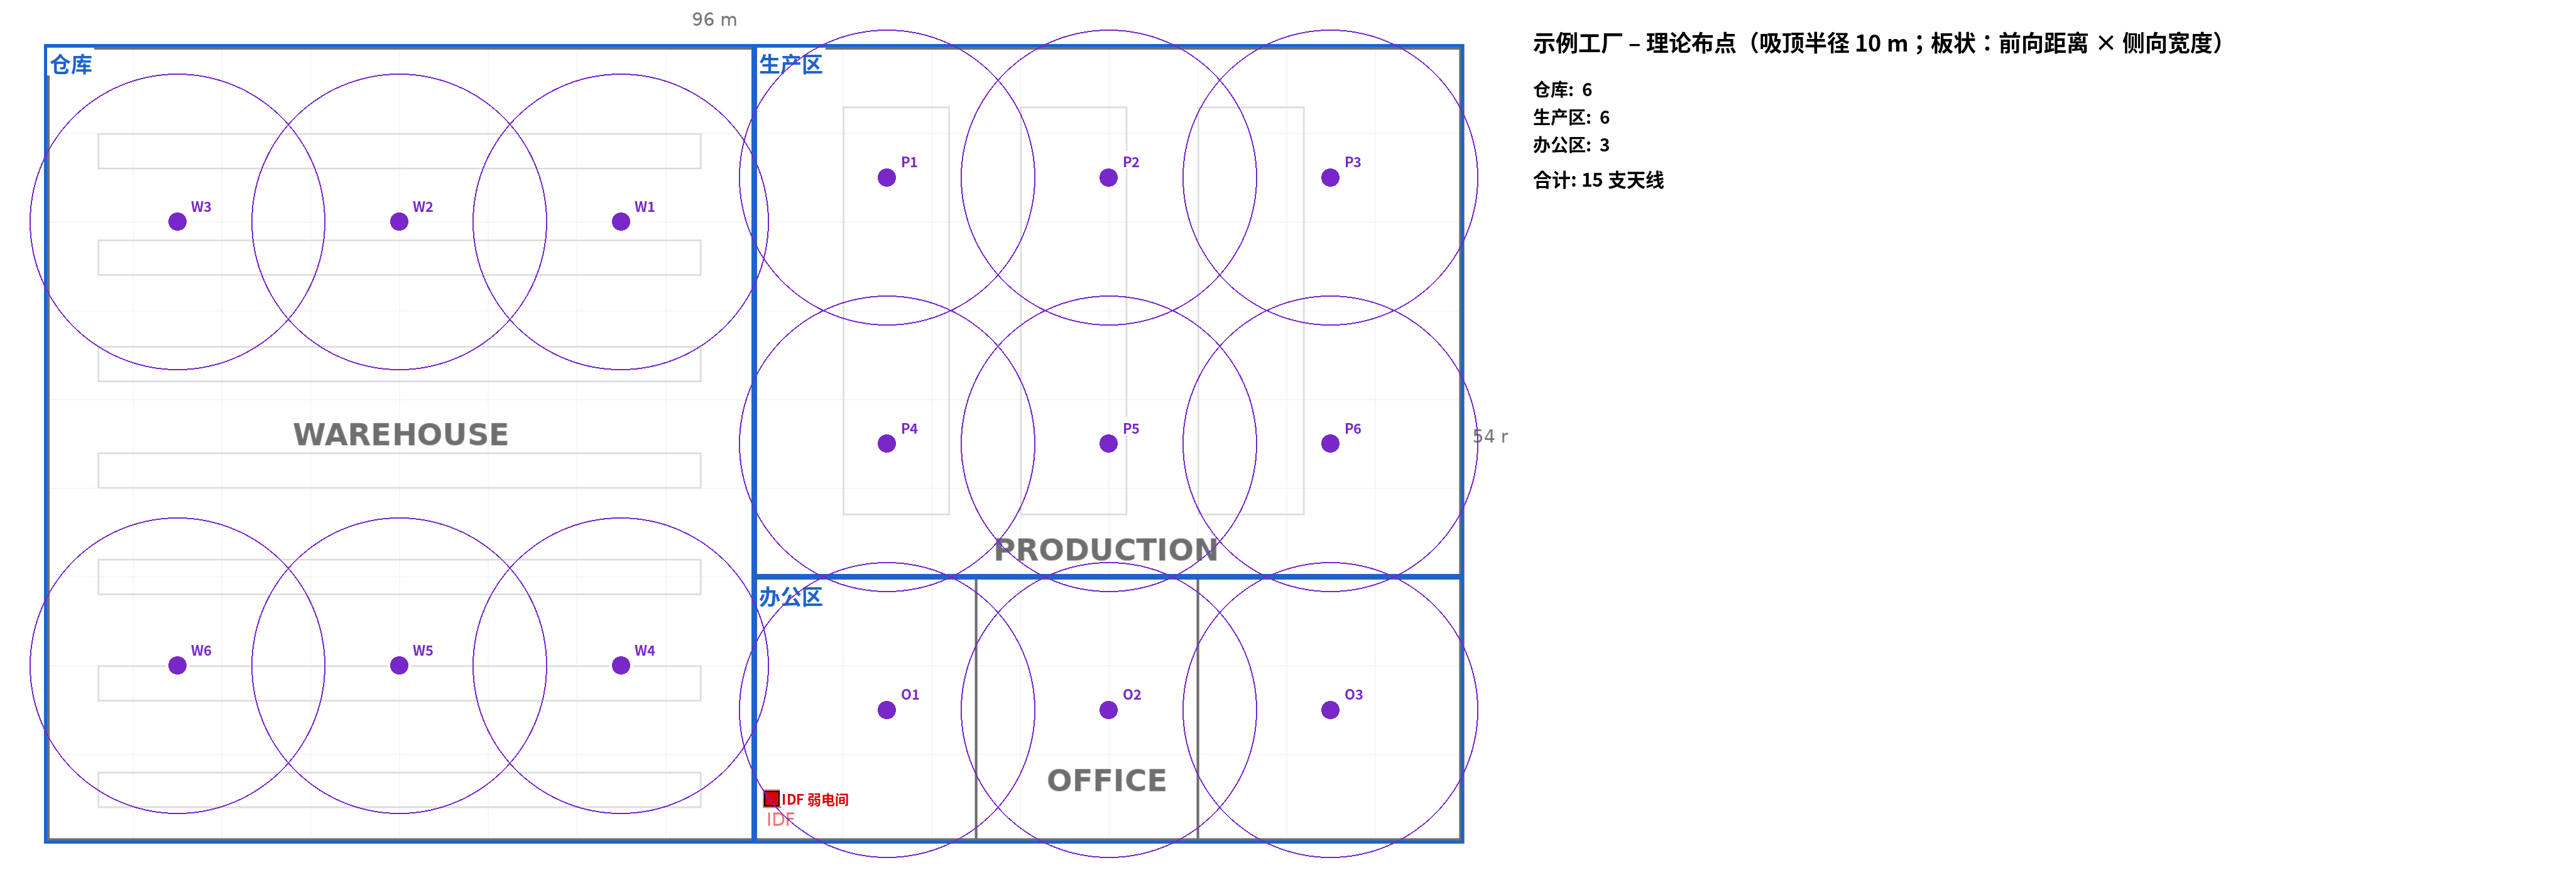 96 m
示例工厂 – 理论布点（吸顶半径 10 m；板状：前向距离 × 侧向宽度）
仓库: 6
生产区: 6
办公区: 3
合计: 15 支天线
仓库
生产区
P1
P2
P3
W3
W2
W1
P4
P5
P6
WAREHOUSE
54 r
PRODUCTION
办公区
W6
W5
W4
O1
O2
O3
OFFICE
IDF 弱电间
IDF